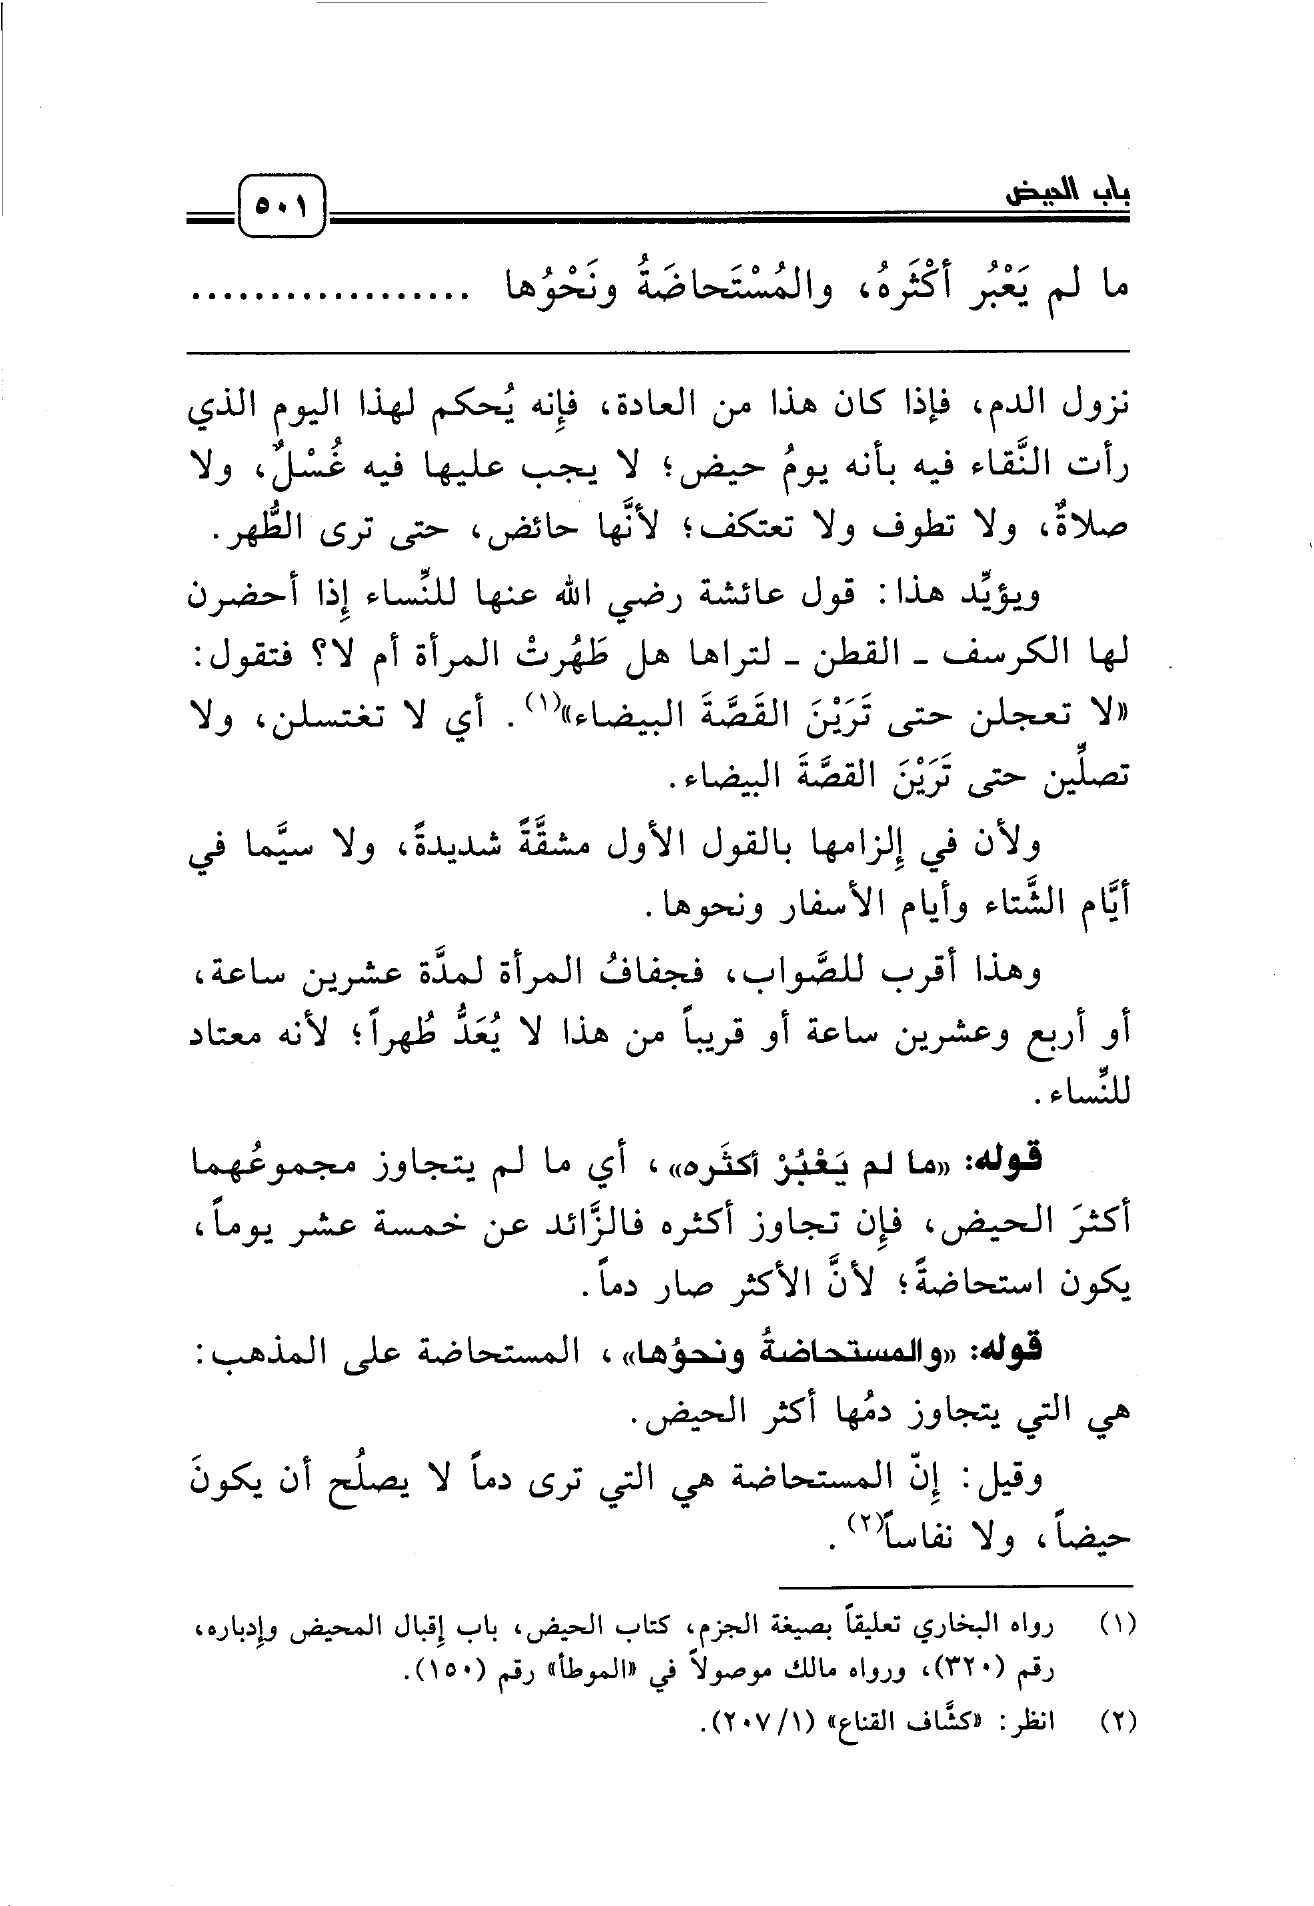 باب الحيض
٥٠١
ما لم يَعْبُر أكْثَرهُ، والمُسْتَحاضَةُ ونَحْوُها ..................
نزول الدم، فإذا كان هذا من العادة، فإِنه يُحكم لهذا اليوم الذي
رأت النَّقاء فيه بأنه يومُ حيض؛ لا يجب عليها فيه غُسْلٌ، ولا
صلاةٌ، ولا تطوف ولا تعتكف؛ لأنَّها حائض، حتى ترى الطُّهر.
ويؤيِّد هذا: قول عائشة رضي الله عنها للنِّساء إِذا أحضرن
لها الكرسف ـ القطن ـ لتراها هل طَهُرتْ المرأة أم لا؟ فتقول:
«لا تعجلن حتى تَرَيْنَ القَصَّةَ البيضاء»(١). أي لا تغتسلن، ولا
تصلِّين حتى تَرَيْنَ القصَّةَ البيضاء.
ولأن في إِلزامها بالقول الأول مشقَّةً شديدةً، ولا سيَّما في
أيَّام الشَّتاء وأيام الأسفار ونحوها.
وهذا أقرب للصَّواب، فجفافُ المرأة لمدَّة عشرين ساعة،
أو أربع وعشرين ساعة أو قريباً من هذا لا يُعَدُّ طُهراً؛ لأنه معتاد
للنِّساء.
قوله: «ما لم يَعْبُرْ أكثَره»، أي ما لم يتجاوز مجموعُهما
أكثرَ الحيض، فإِن تجاوز أكثره فالزَّائد عن خمسة عشر يوماً،
يكون استحاضةً؛ لأنَّ الأكثر صار دماً.
قوله: «والمستحاضةُ ونحوُها»، المستحاضة على المذهب:
هي التي يتجاوز دمُها أكثر الحيض.
وقيل: إِنّ المستحاضة هي التي ترى دماً لا يصلُح أن يكونَ
حيضاً، ولا نفاساً(٢).
(١) رواه البخاري تعليقاً بصيغة الجزم، كتاب الحيض، باب إِقبال المحيض وإِدباره،
رقم (٣٢٠)، ورواه مالك موصولاً في «الموطأ» رقم (١٥٠).
(٢) انظر: «كشَّاف القناع» (٢٠٧/١).